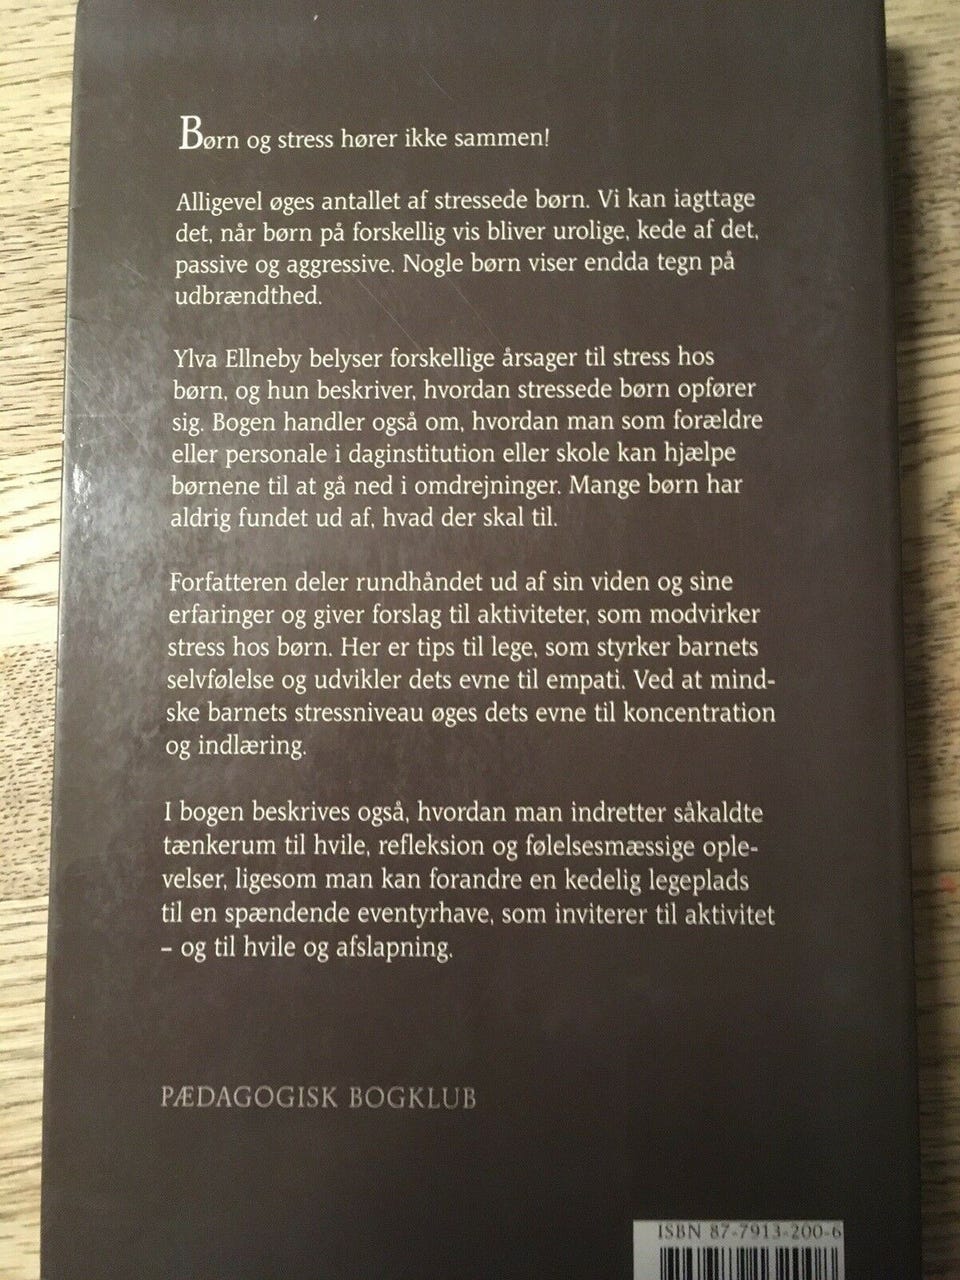 Børn og stress hører ikke sammen!
Alligevel øges antallet af stressede børn. Vi kan iagttage
det, når børn på forskellig vis bliver urolige, kede af det,
passive og aggressive. Nogle børn viser endda tegn på
udbrændthed.
Ylva Ellneby belyser forskellige årsager til stress hos
børn, og hun beskriver, hvordan stressede børn opfører
sig. Bogen handler også om, hvordan man som forældre
eller personale i daginstitution eller skole kan hjælpe
børnene til at gå ned i omdrejninger. Mange børn har
aldrig fundet ud af, hvad der skal til.
Forfatteren deler rundhåndet ud af sin viden og sine
erfaringer og giver forslag til aktiviteter, som modvirker
stress hos børn. Her er tips til lege, som styrker barnets
selvfølelse og udvikler dets evne til empati. Ved at mind-
ske barnets stressniveau øges dets evne til koncentration
og indlæring.
I bogen beskrives også, hvordan man indretter såkaldte
tænkerum til hvile, refleksion og følelsesmæssige ople-
velser, ligesom man kan forandre en kedelig legeplads
til en spændende eventyrhave, som inviterer til aktivitet
– og til hvile og afslapning.
PÆDAGOGISK BOGKLUB
ISBN 87-7913-200-6